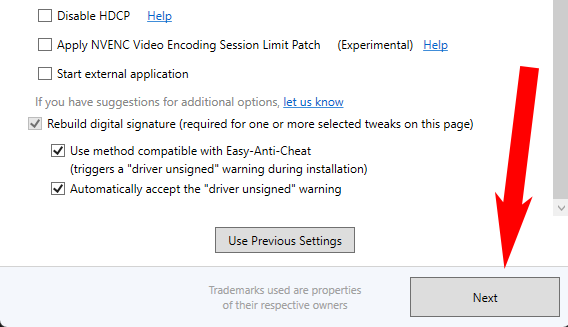 Disable HDCP Help
Apply NVENC Video Encoding Session Limit Patch (Experimental) Help
Start external application
If you have suggestions for additional options, let us know
Rebuild digital signature (required for one or more selected tweaks on this page)
Use method compatible with Easy-Anti-Cheat
(triggers a "driver unsigned" warning during installation)
Automatically accept the "driver unsigned" warning
Use Previous Settings
Trademarks used are properties
of their respective owners
Next